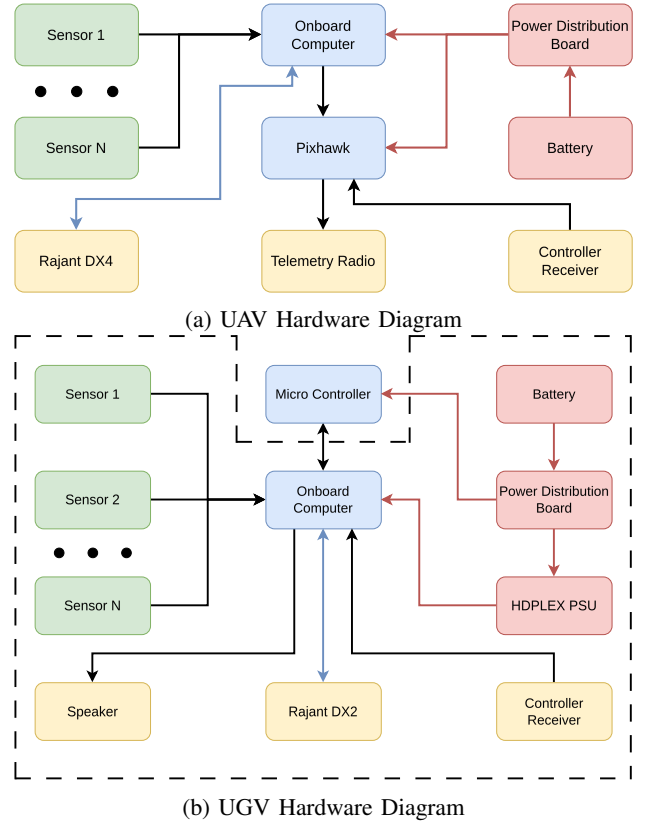 Sensor 1
Onboard
Computer
Power Distribution
Board
Sensor N
Pixhawk
Battery
Rajant DX4
Telemetry Radio
Controller
Receiver
(a) UAV Hardware Diagram
Sensor 1
Micro Controller
Battery
Sensor 2
Onboard
Computer
Power Distribution
Board
Sensor N
HDPLEX PSU
Speaker
Rajant DX2
Controller
Receiver
(b) UGV Hardware Diagram